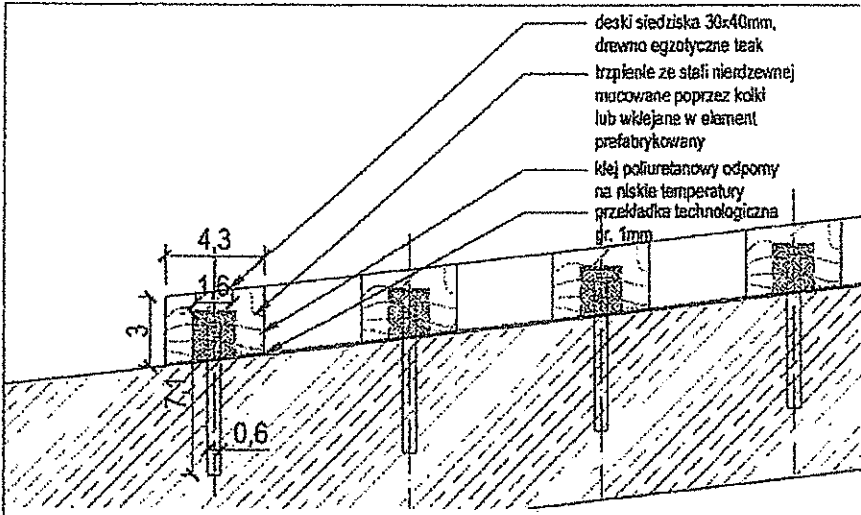 deski siedziska 30x40mm,
drewno egzotyczne teak
trzpienie ze stali nierdzewnej
mocowane poprzez kołki
lub wklejane w element
prefabrykowany
klej poliuretanowy odporny
na niskie temperatury
przekładka technologiczna
gr. 1mm
4,3
1,6
3
7,1
0,6